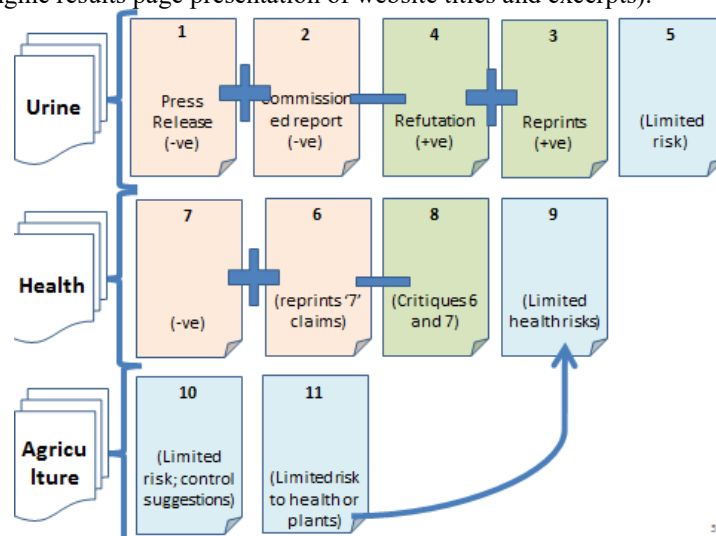 ngine results page presentation of website titles and excerpts).
Urine
1
Press
Release
(-ve)
2
commission
ed report
(-ve)
4
Refutation
(+ve)
3
Reprints
(+ve)
5
(Limited
risk)
Health
7
(-ve)
6
(reprints '7'
claims)
8
(Critiques 6
and 7)
9
(Limited
health risks)
Agricu
lture
10
(Limited
risk; control
suggestions)
11
(Limited risk
to health or
plants)